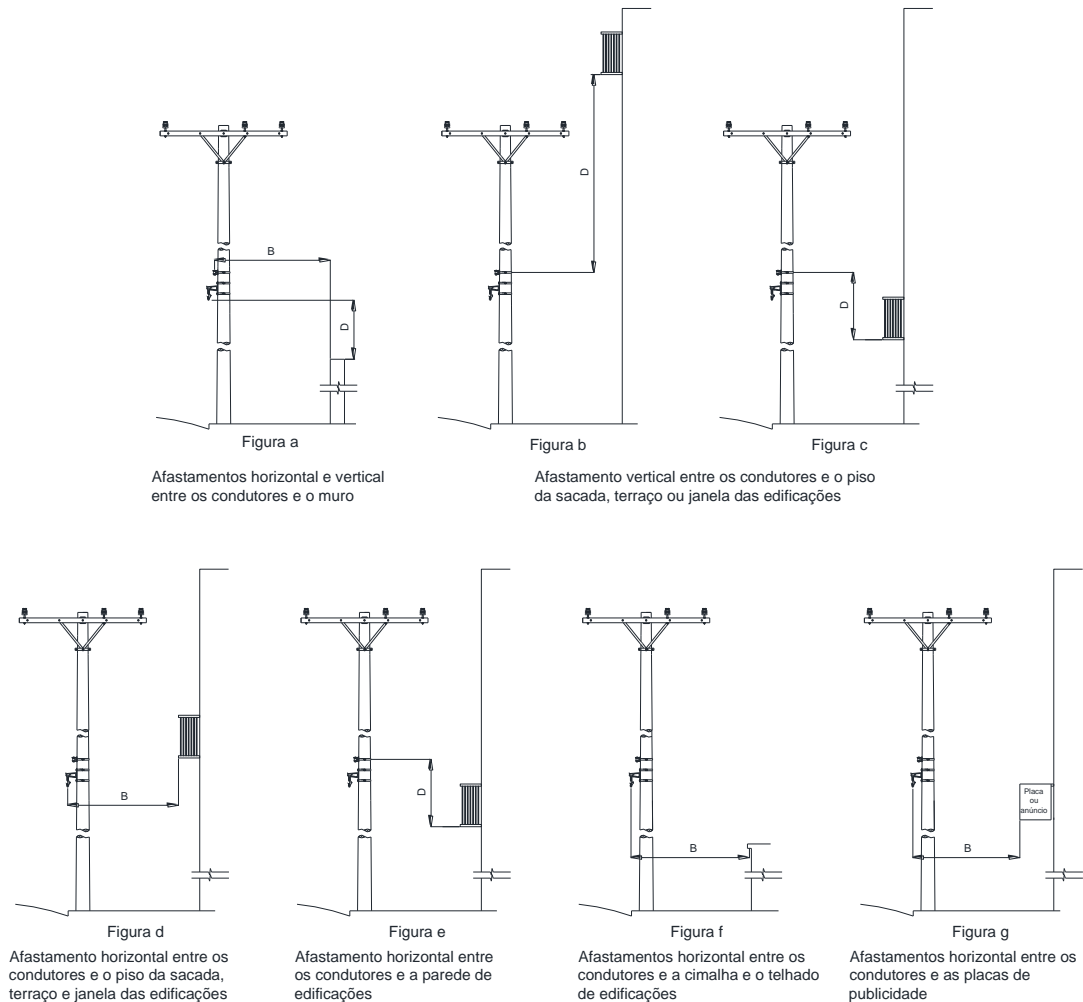 B
D
D
D
Figura a
Figura b
Figura c
Afastamentos horizontal e vertical
entre os condutores e o muro
Afastamento vertical entre os condutores e o piso
da sacada, terraço ou janela das edificações
B
D
B
B
Placa
ou
anúncio
Figura d
Figura e
Figura f
Figura g
Afastamento horizontal entre os
condutores e o piso da sacada,
terraço e janela das edificações
Afastamento horizontal entre
os condutores e a parede de
edificações
Afastamentos horizontal entre os
condutores e a cimalha e o telhado
de edificações
Afastamentos horizontal entre os
condutores e as placas de
publicidade